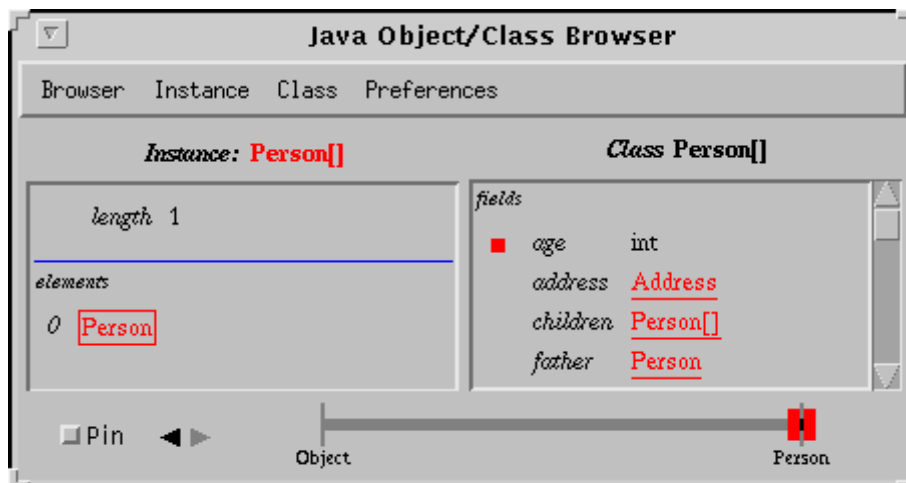 Java Object/Class Browser
Browser Instance Class Preferences
Instance: Person[]
length 1
elements
0 Person
Class Person[]
fields
age int
address Address
children Person[]
father Person
Pin
Object Person